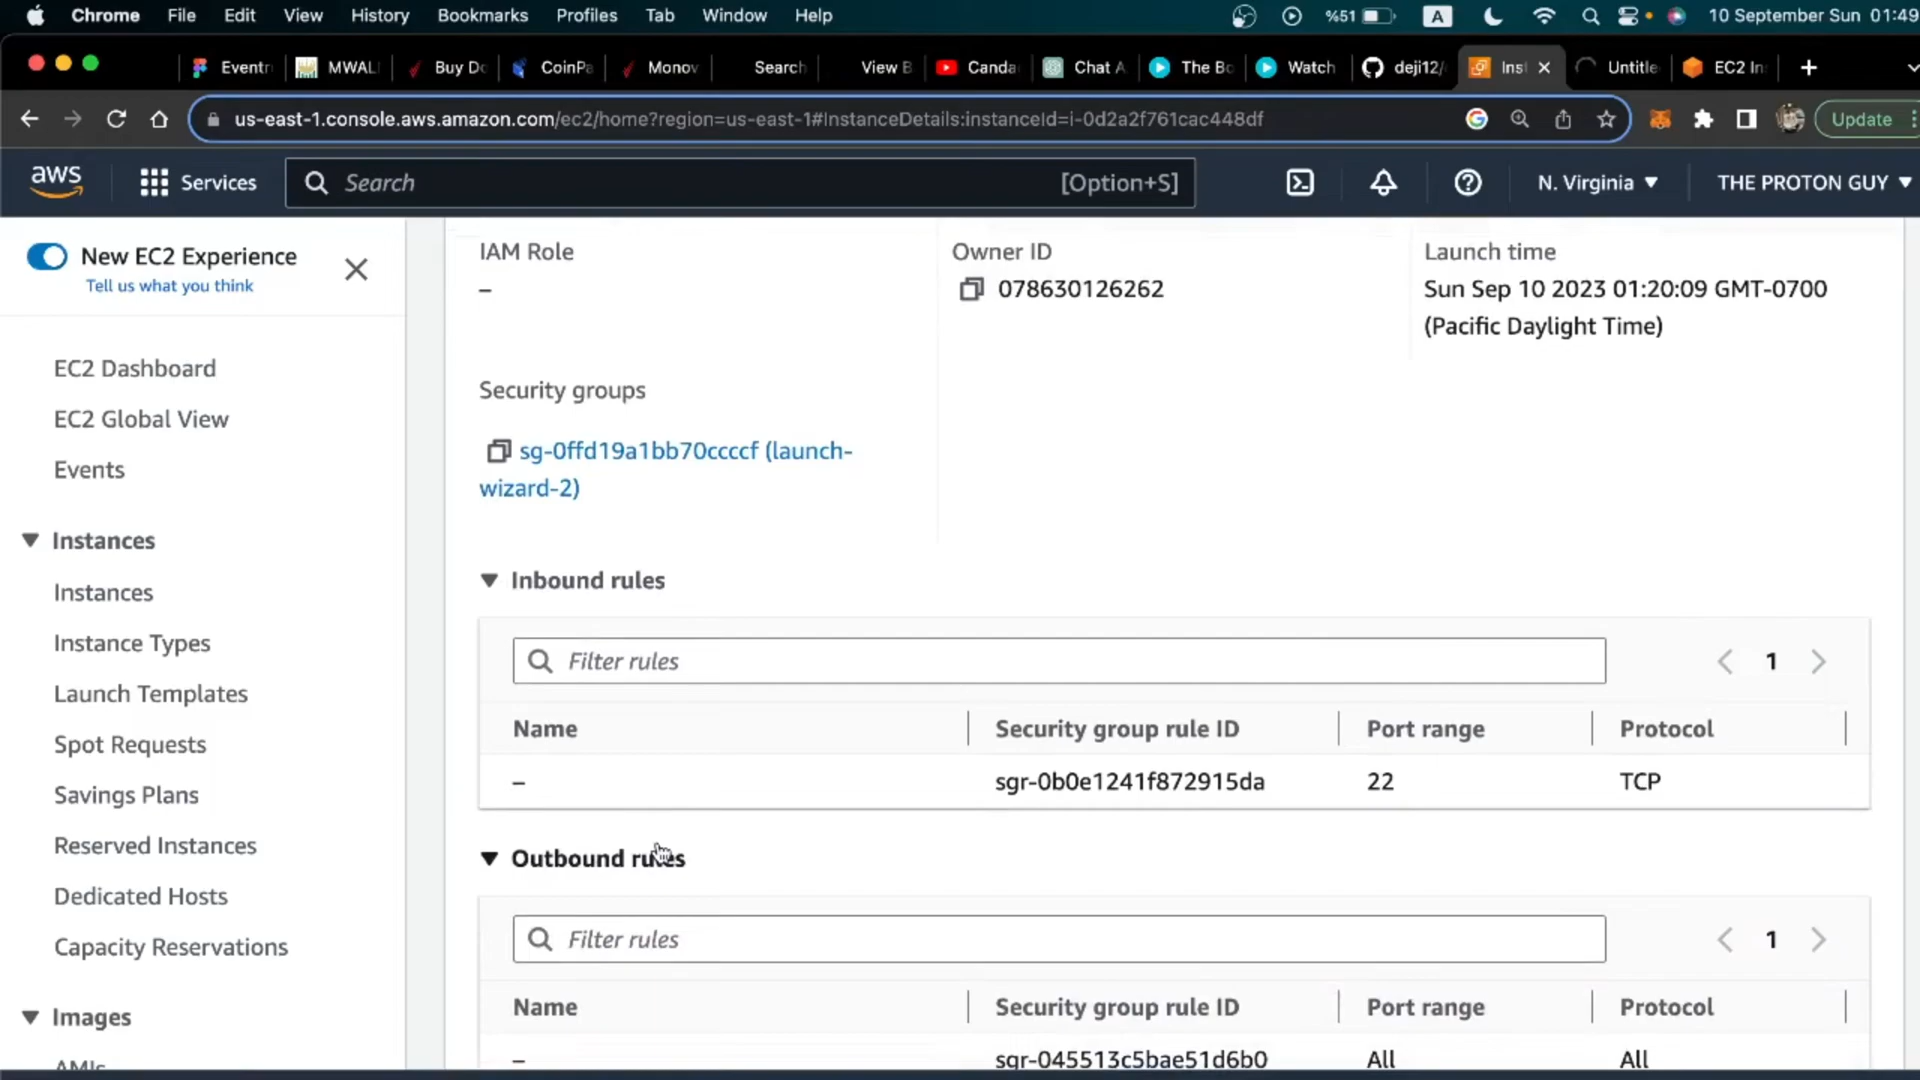 Chrome File Edit View History Bookmarks Profiles Tab Window Help %51 A 10 September Sun 01:49
Eventr MWALI Buy Do CoinPa Monov Search View B Canda Chat A The Bo Watch deji12/ Inst Untitle EC2 In
us-east-1.console.aws.amazon.com/ec2/home?region=us-east-1#InstanceDetails:instanceId=i-0d2a2f761cac448df Update
aws Services Search [Option+S] N. Virginia THE PROTON GUY
New EC2 Experience
Tell us what you think
EC2 Dashboard
EC2 Global View
Events
Instances
Instances
Instance Types
Launch Templates
Spot Requests
Savings Plans
Reserved Instances
Dedicated Hosts
Capacity Reservations
Images
AMIs
IAM Role
–
Owner ID
078630126262
Launch time
Sun Sep 10 2023 01:20:09 GMT-0700
(Pacific Daylight Time)
Security groups
sg-0ffd19a1bb70ccccf (launch-
wizard-2)
Inbound rules
Filter rules 1
Name Security group rule ID Port range Protocol
– sgr-0b0e1241f872915da 22 TCP
Outbound rules
Filter rules 1
Name Security group rule ID Port range Protocol
– sgr-045513c5bae51d6b0 All All